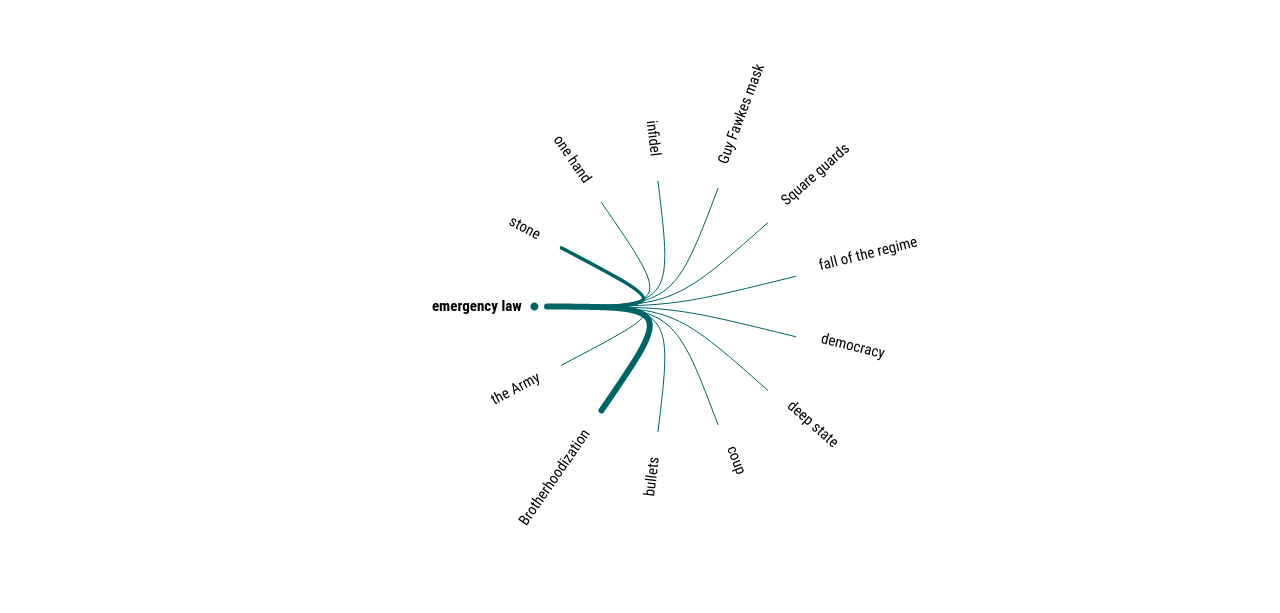 Guy Fawkes mask
infidel
one hand
Square guards
stone
fall of the regime
emergency law
democracy
the Army
deep state
Brotherhoodization
bullets
coup